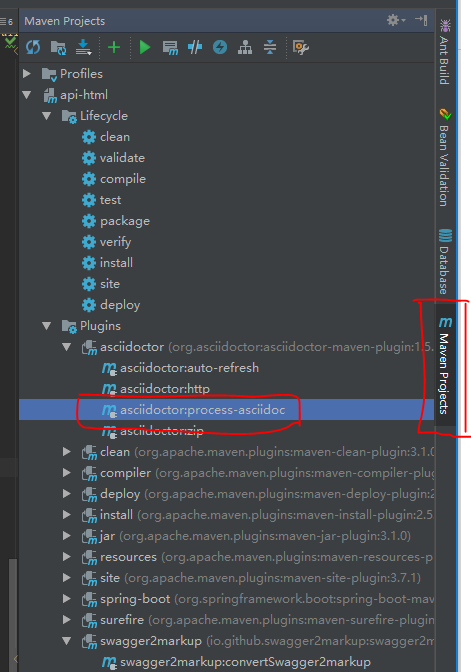 Maven Projects
Profiles
api-html
Lifecycle
clean
validate
compile
test
package
verify
install
site
deploy
Plugins
asciidoctor (org.asciidoctor:asciidoctor-maven-plugin:1.5.
asciidoctor:auto-refresh
asciidoctor:http
asciidoctor:process-asciidoc
asciidoctor:zip
clean (org.apache.maven.plugins:maven-clean-plugin:3.1.0
compiler (org.apache.maven.plugins:maven-compiler-plu
deploy (org.apache.maven.plugins:maven-deploy-plugin:2
install (org.apache.maven.plugins:maven-install-plugin:2.5
jar (org.apache.maven.plugins:maven-jar-plugin:3.1.0)
resources (org.apache.maven.plugins:maven-resources-p
site (org.apache.maven.plugins:maven-site-plugin:3.7.1)
spring-boot (org.springframework.boot:spring-boot-mav
surefire (org.apache.maven.plugins:maven-surefire-plugin
swagger2markup (io.github.swagger2markup:swagger2m
swagger2markup:convertSwagger2markup
6
Ant Build
Bean Validation
Database
Maven Projects